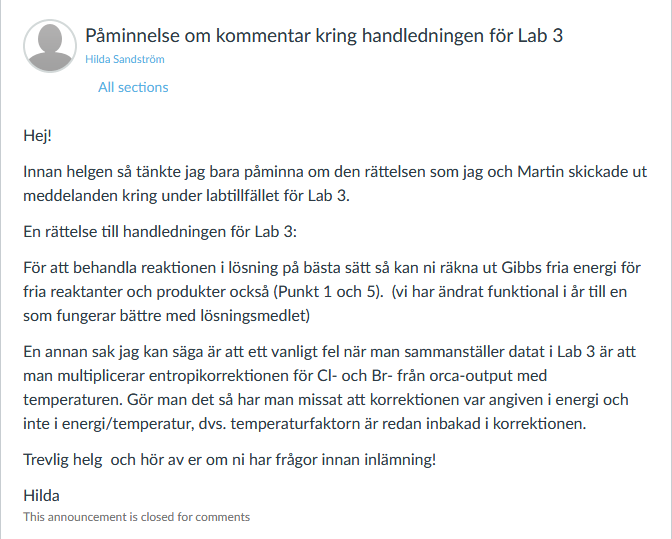 Påminnelse om kommentar kring handledningen för Lab 3
Hilda Sandström
All sections
Hej!
Innan helgen så tänkte jag bara påminna om den rättelsen som jag och Martin skickade ut
meddelanden kring under labtillfället för Lab 3.
En rättelse till handledningen för Lab 3:
För att behandla reaktionen i lösning på bästa sätt så kan ni räkna ut Gibbs fria energi för
fria reaktanter och produkter också (Punkt 1 och 5).  (vi har ändrat funktional i år till en
som fungerar bättre med lösningsmedlet)
En annan sak jag kan säga är att ett vanligt fel när man sammanställer datat i Lab 3 är att
man multiplicerar entropikorrektionen för Cl- och Br- från orca-output med
temperaturen. Gör man det så har man missat att korrektionen var angiven i energi och
inte i energi/temperatur, dvs. temperaturfaktorn är redan inbakad i korrektionen.
Trevlig helg  och hör av er om ni har frågor innan inlämning!
Hilda
This announcement is closed for comments